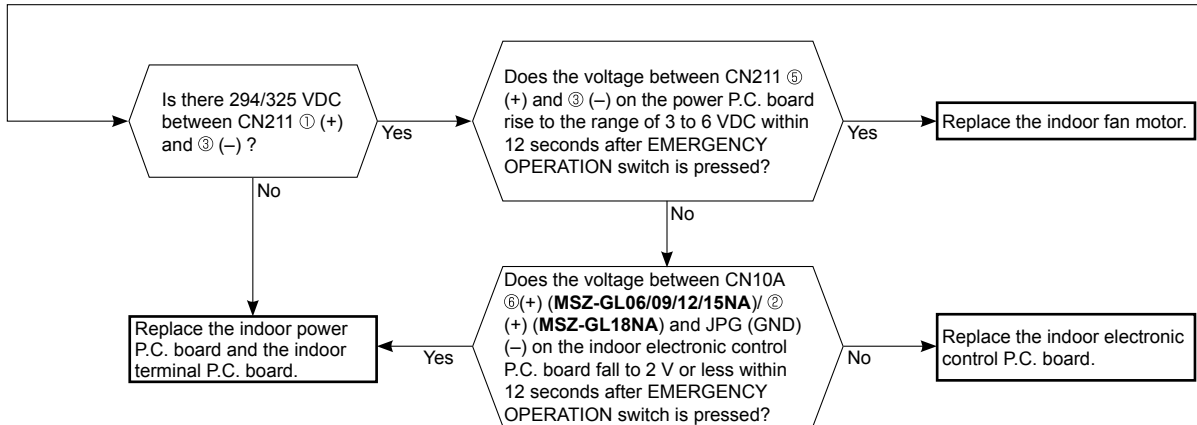 Is there 294/325 VDC
between CN211 ① (+)
and ③ (–) ?
Yes
No
Does the voltage between CN211 ⑤
(+) and ③ (–) on the power P.C. board
rise to the range of 3 to 6 VDC within
12 seconds after EMERGENCY
OPERATION switch is pressed?
Yes
No
Replace the indoor fan motor.
Does the voltage between CN10A
⑥(+) (MSZ-GL06/09/12/15NA)/ ②
(+) (MSZ-GL18NA) and JPG (GND)
(–) on the indoor electronic control
P.C. board fall to 2 V or less within
12 seconds after EMERGENCY
OPERATION switch is pressed?
Yes
No
Replace the indoor power
P.C. board and the indoor
terminal P.C. board.
Replace the indoor electronic
control P.C. board.